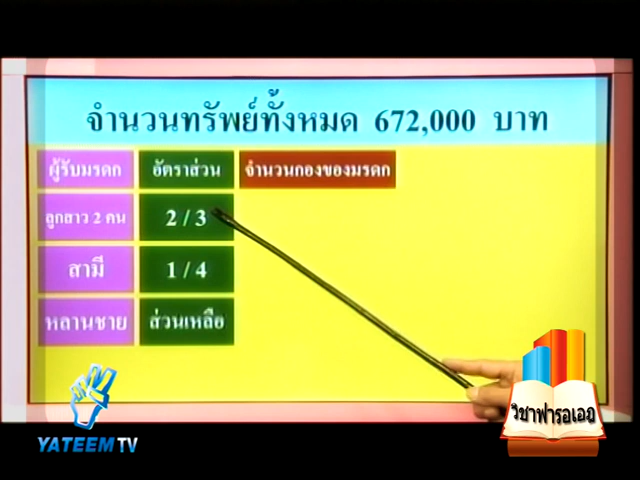 จำนวนทรัพย์ทั้งหมด 672,000 บาท
ผู้รับมรดก อัตราส่วน จำนวนกองของมรดก
ลูกสาว 2 คน 2 / 3
สามี 1 / 4
หลานชาย ส่วนเหลือ
วิชาฟารอเอฎ
YATEEM TV